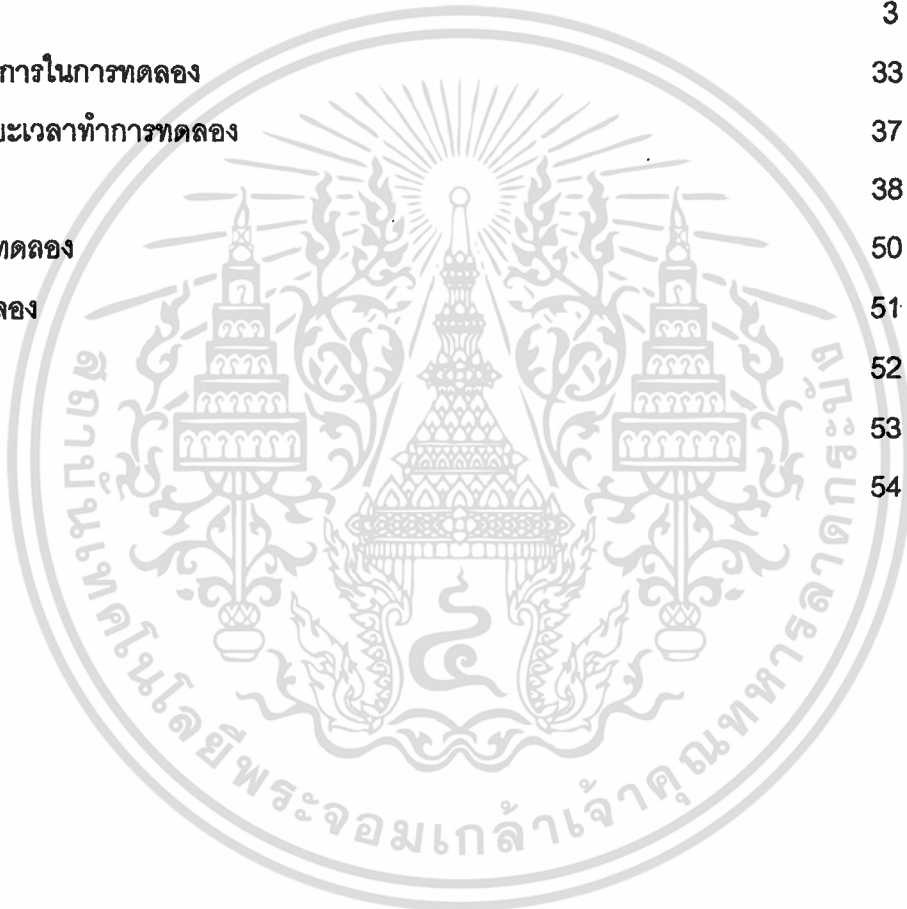 3
การในการทดลอง 33
ยะเวลาทำการทดลอง 37
38
ทดลอง 50
ลอง 51
52
53
54
สถาบันเทคโนโลยีพระจอมเกล้าเจ้าคุณทหารลาดกระบัง
๔